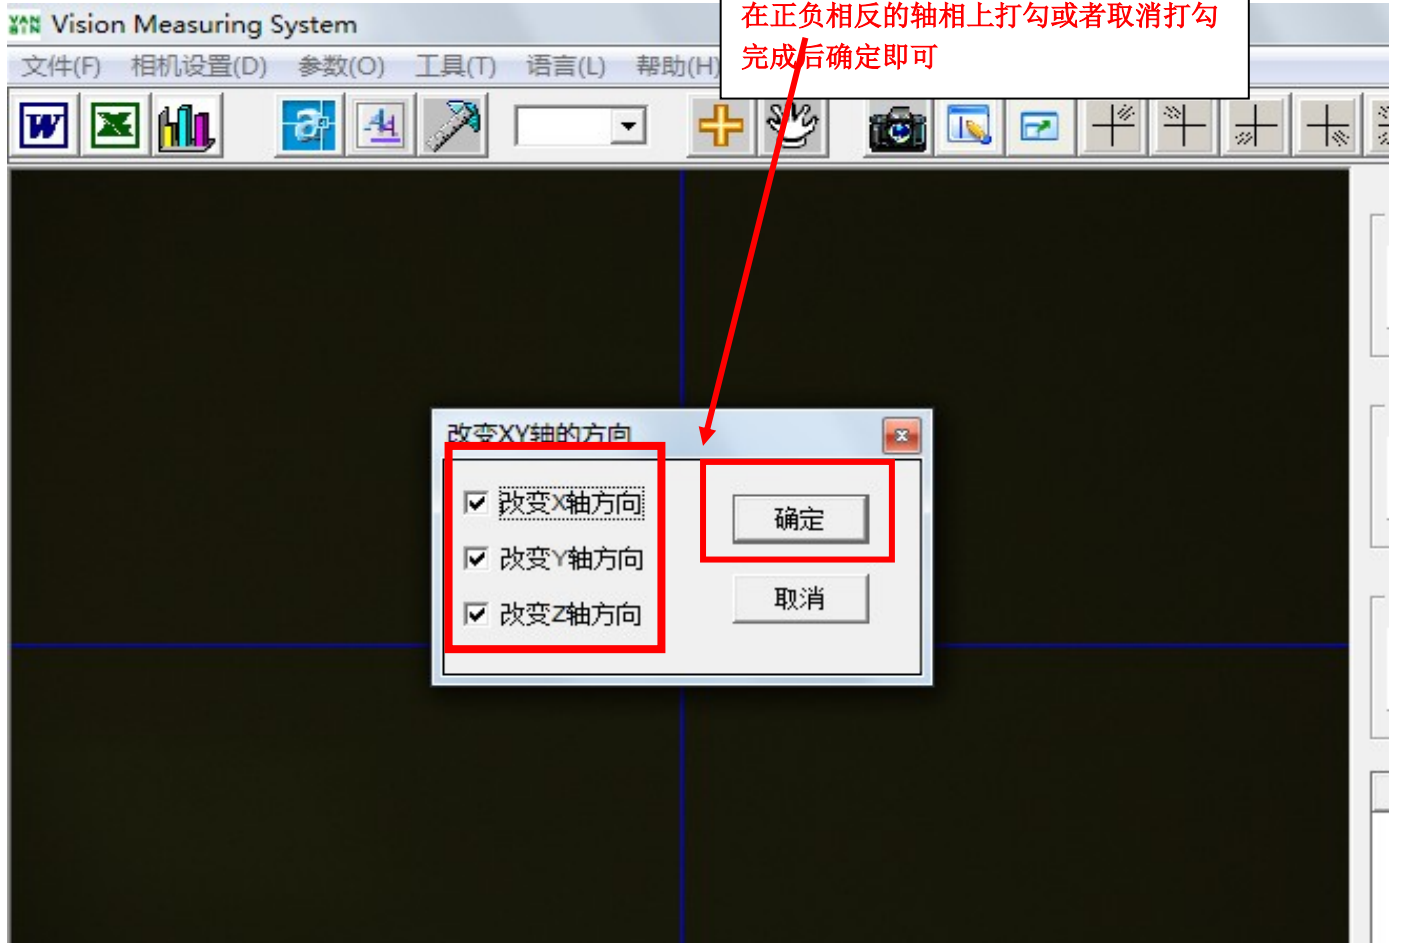 在正负相反的轴相上打勾或者取消打勾
完成后确定即可
Vision Measuring System
文件(F) 相机设置(D) 参数(O) 工具(T) 语言(L) 帮助(H)
改变XY轴的方向
改变X轴方向
确定
改变Y轴方向
取消
改变Z轴方向